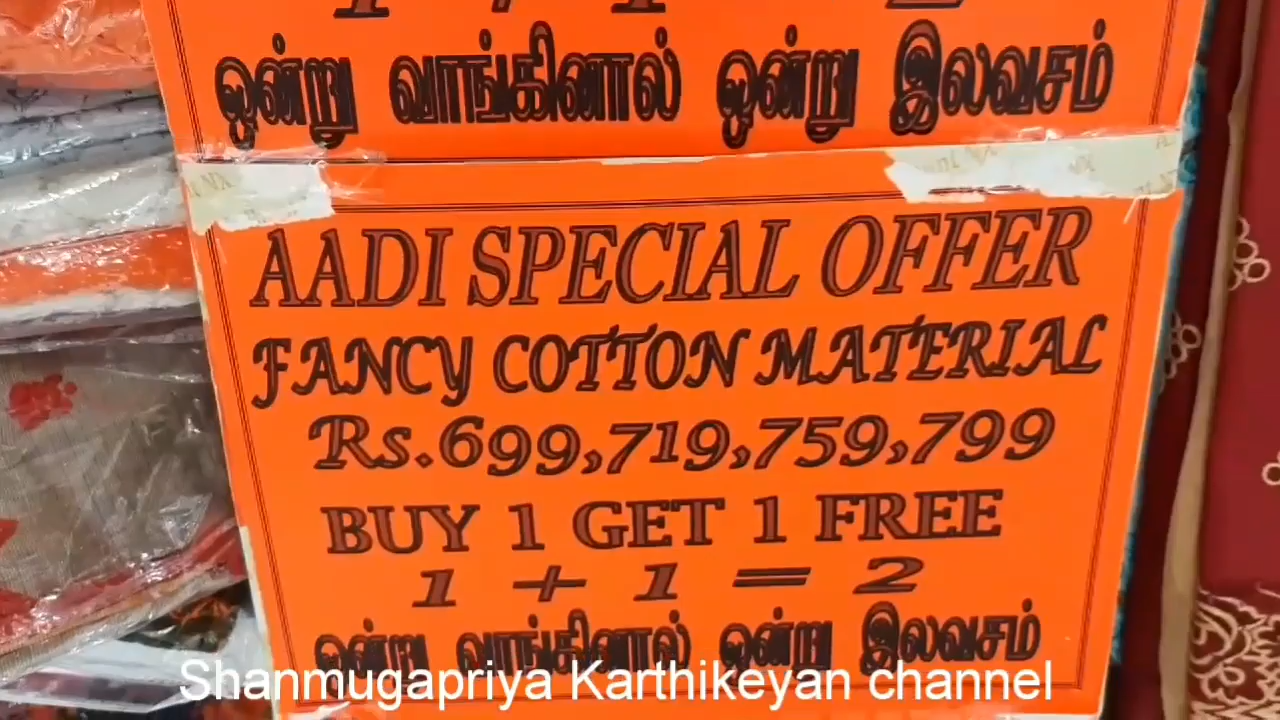 ஒன்று வாங்கினால் ஒன்று இலவசம்
AADI SPECIAL OFFER
FANCY COTTON MATERIAL
Rs.699,719,759,799
BUY 1 GET 1 FREE
1 + 1 = 2
ஒன்று வாங்கினால் ஒன்று இலவசம்
Shanmugapriya Karthikeyan channel